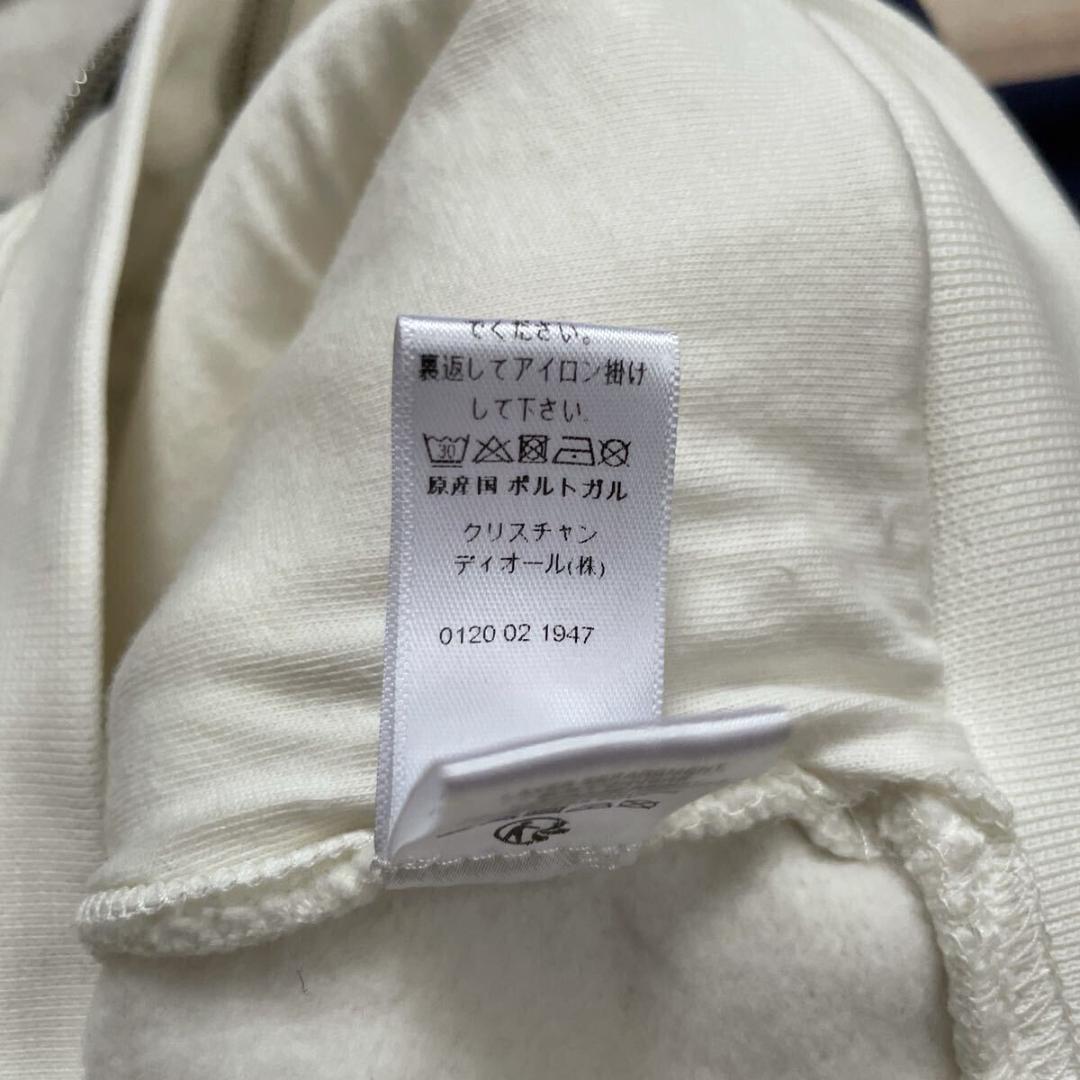 でください。
裏返してアイロン掛け
して下さい.
30
原産国 ポルトガル
クリスチャン
ディオール(株)
0120 02 1947